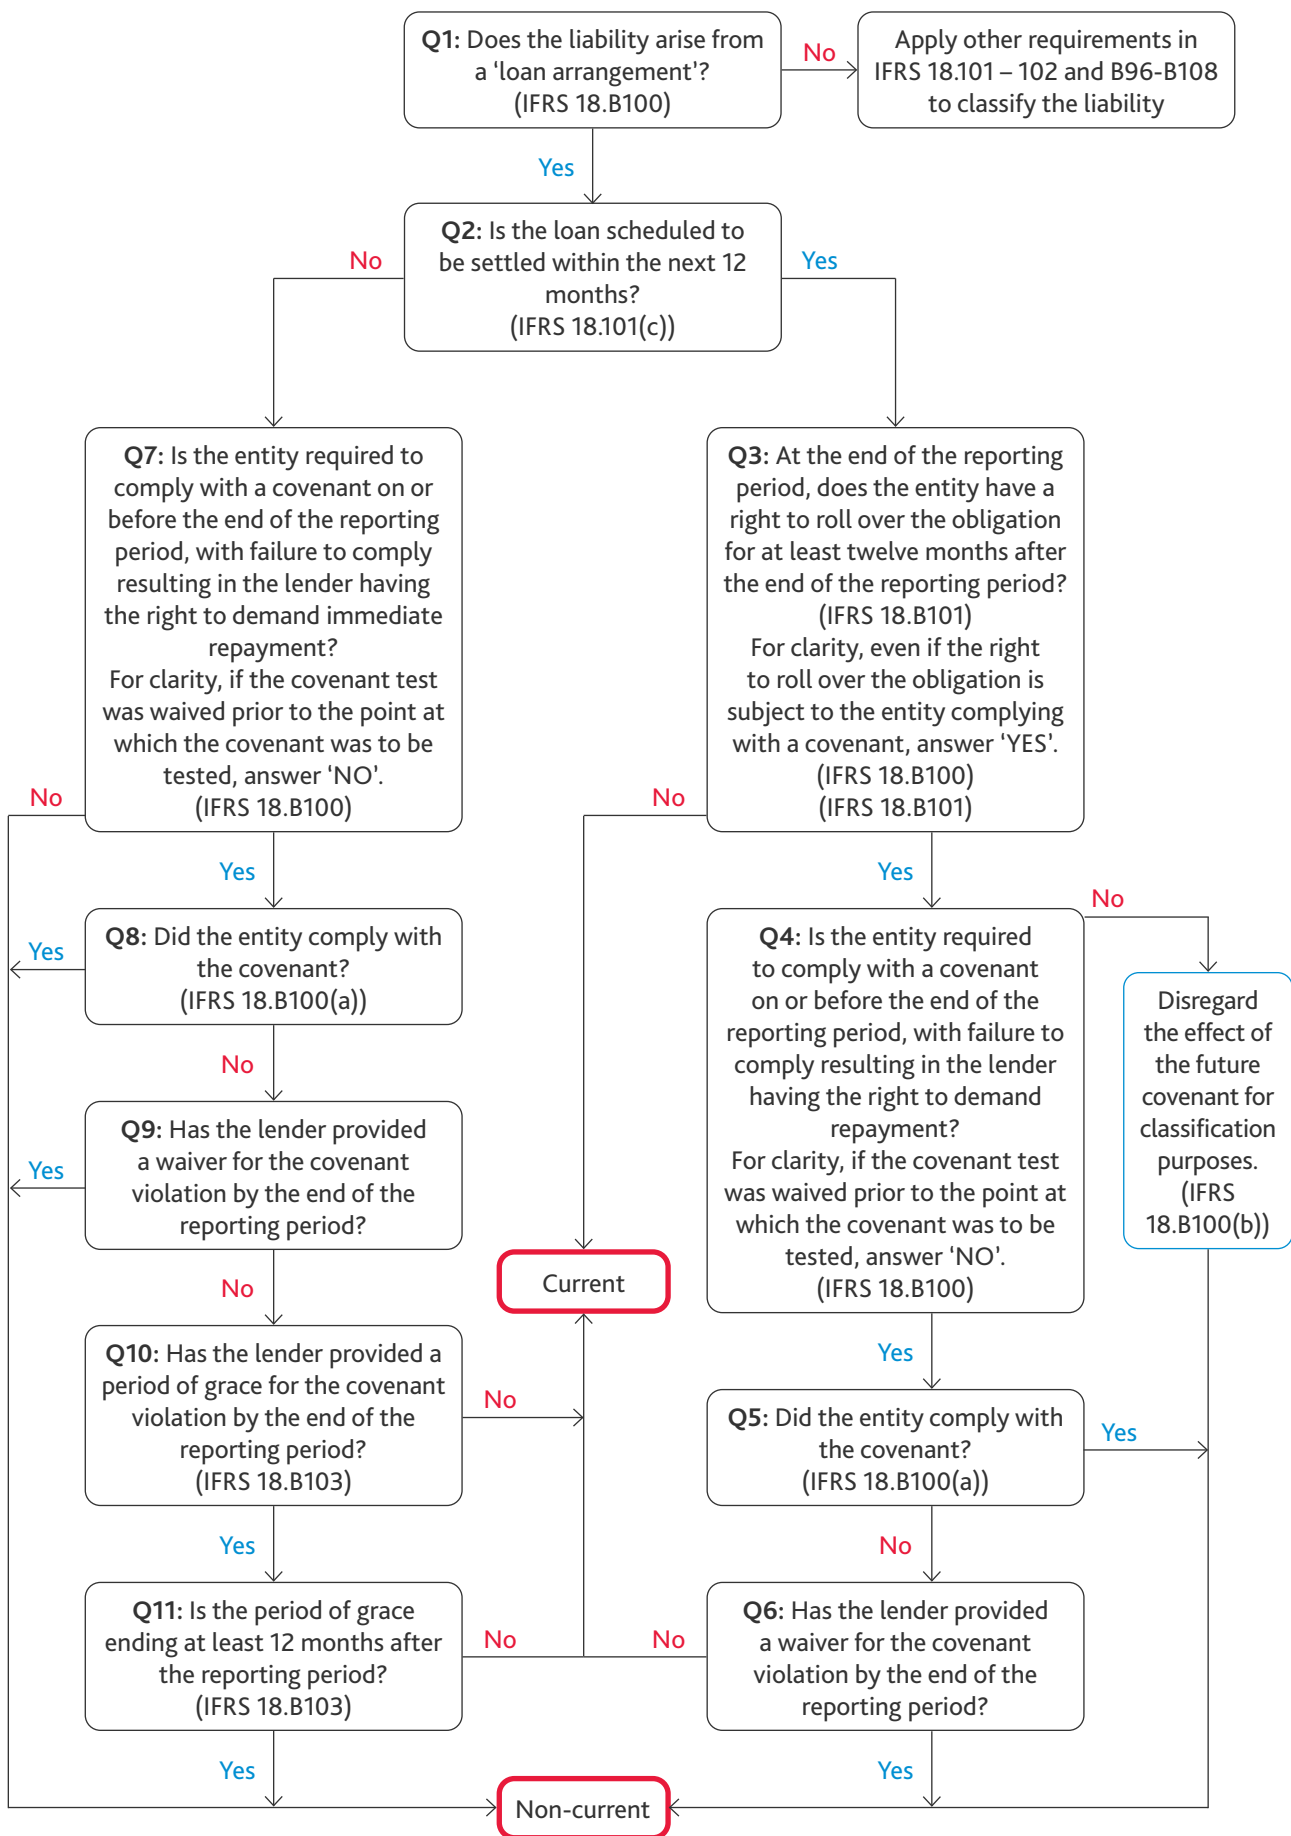 Q1: Does the liability arise from
a ‘loan arrangement’?
(IFRS 18.B100)
No
Apply other requirements in
IFRS 18.101 – 102 and B96-B108
to classify the liability
Yes
Q2: Is the loan scheduled to
be settled within the next 12
months?
(IFRS 18.101(c))
No
Yes
Q7: Is the entity required to
comply with a covenant on or
before the end of the reporting
period, with failure to comply
resulting in the lender having
the right to demand immediate
repayment?
For clarity, if the covenant test
was waived prior to the point at
which the covenant was to be
tested, answer ‘NO’.
(IFRS 18.B100)
No
Yes
Q3: At the end of the reporting
period, does the entity have a
right to roll over the obligation
for at least twelve months after
the end of the reporting period?
(IFRS 18.B101)
For clarity, even if the right
to roll over the obligation is
subject to the entity complying
with a covenant, answer ‘YES’.
(IFRS 18.B100)
(IFRS 18.B101)
No
Yes
Q8: Did the entity comply with
the covenant?
(IFRS 18.B100(a))
Yes
No
Q4: Is the entity required
to comply with a covenant
on or before the end of the
reporting period, with failure to
comply resulting in the lender
having the right to demand
repayment?
For clarity, if the covenant test
was waived prior to the point at
which the covenant was to be
tested, answer ‘NO’.
(IFRS 18.B100)
No
Yes
Disregard
the effect of
the future
covenant for
classification
purposes.
(IFRS
18.B100(b))
Q9: Has the lender provided
a waiver for the covenant
violation by the end of the
reporting period?
Yes
No
Current
Q10: Has the lender provided a
period of grace for the covenant
violation by the end of the
reporting period?
(IFRS 18.B103)
No
Yes
Q5: Did the entity comply with
the covenant?
(IFRS 18.B100(a))
Yes
No
Q11: Is the period of grace
ending at least 12 months after
the reporting period?
(IFRS 18.B103)
No
Yes
Q6: Has the lender provided
a waiver for the covenant
violation by the end of the
reporting period?
No
Yes
Non-current